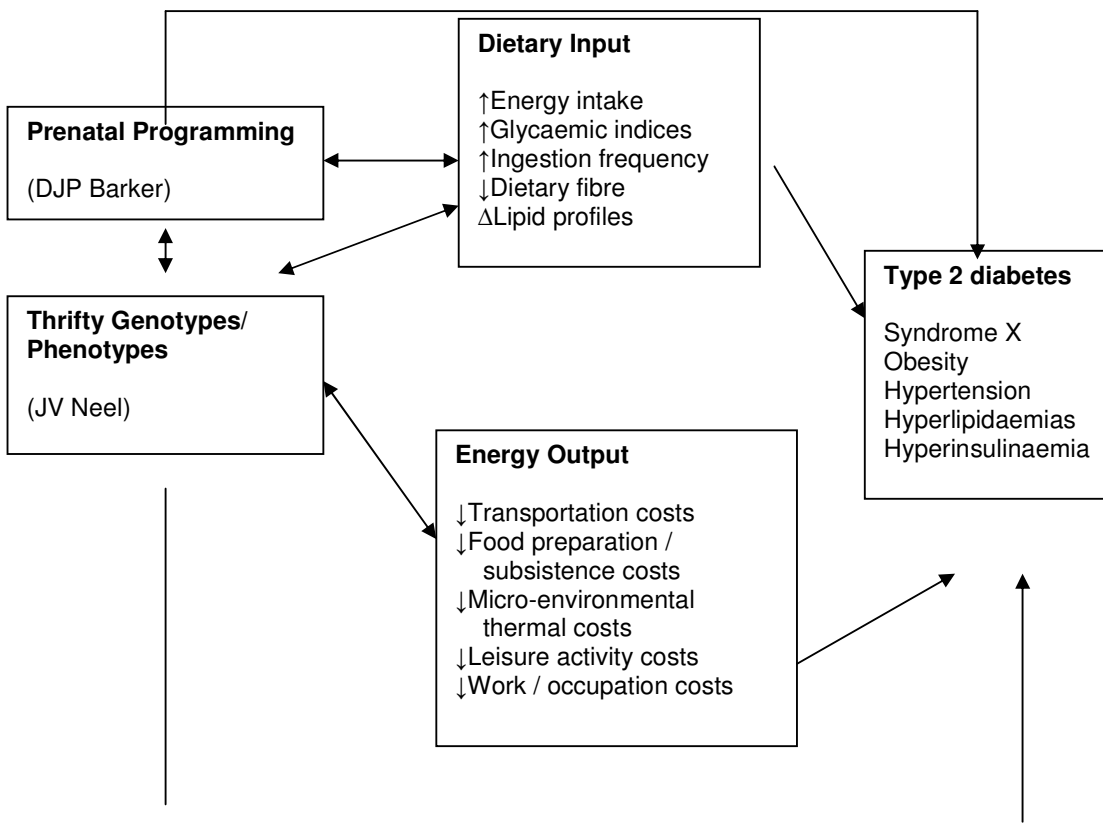 Dietary Input
↑Energy intake
↑Glycaemic indices
↑Ingestion frequency
↓Dietary fibre
ΔLipid profiles
Prenatal Programming
(DJP Barker)
Thrifty Genotypes/
Phenotypes
(JV Neel)
Type 2 diabetes
Syndrome X
Obesity
Hypertension
Hyperlipidaemias
Hyperinsulinaemia
Energy Output
↓Transportation costs
↓Food preparation /
subsistence costs
↓Micro-environmental
thermal costs
↓Leisure activity costs
↓Work / occupation costs